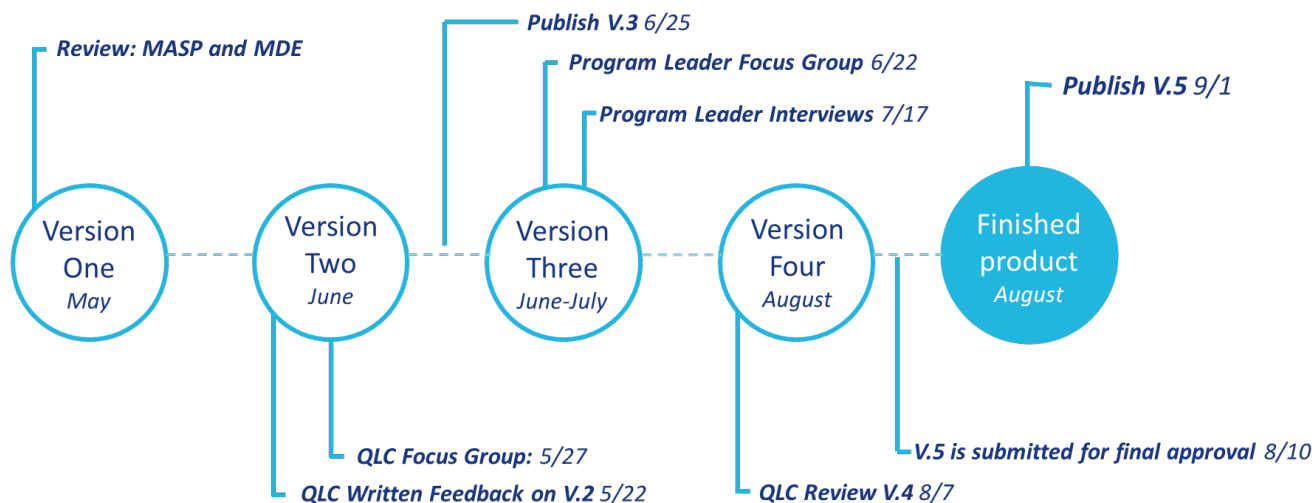 Publish V.3 6/25
Review: MASP and MDE
Program Leader Focus Group 6/22
Publish V.5 9/1
Program Leader Interviews 7/17
Version
One
May
Version
Two
June
Version
Three
June-July
Version
Four
August
Finished
product
August
QLC Focus Group: 5/27
V.5 is submitted for final approval 8/10
QLC Written Feedback on V.2 5/22
QLC Review V.4 8/7